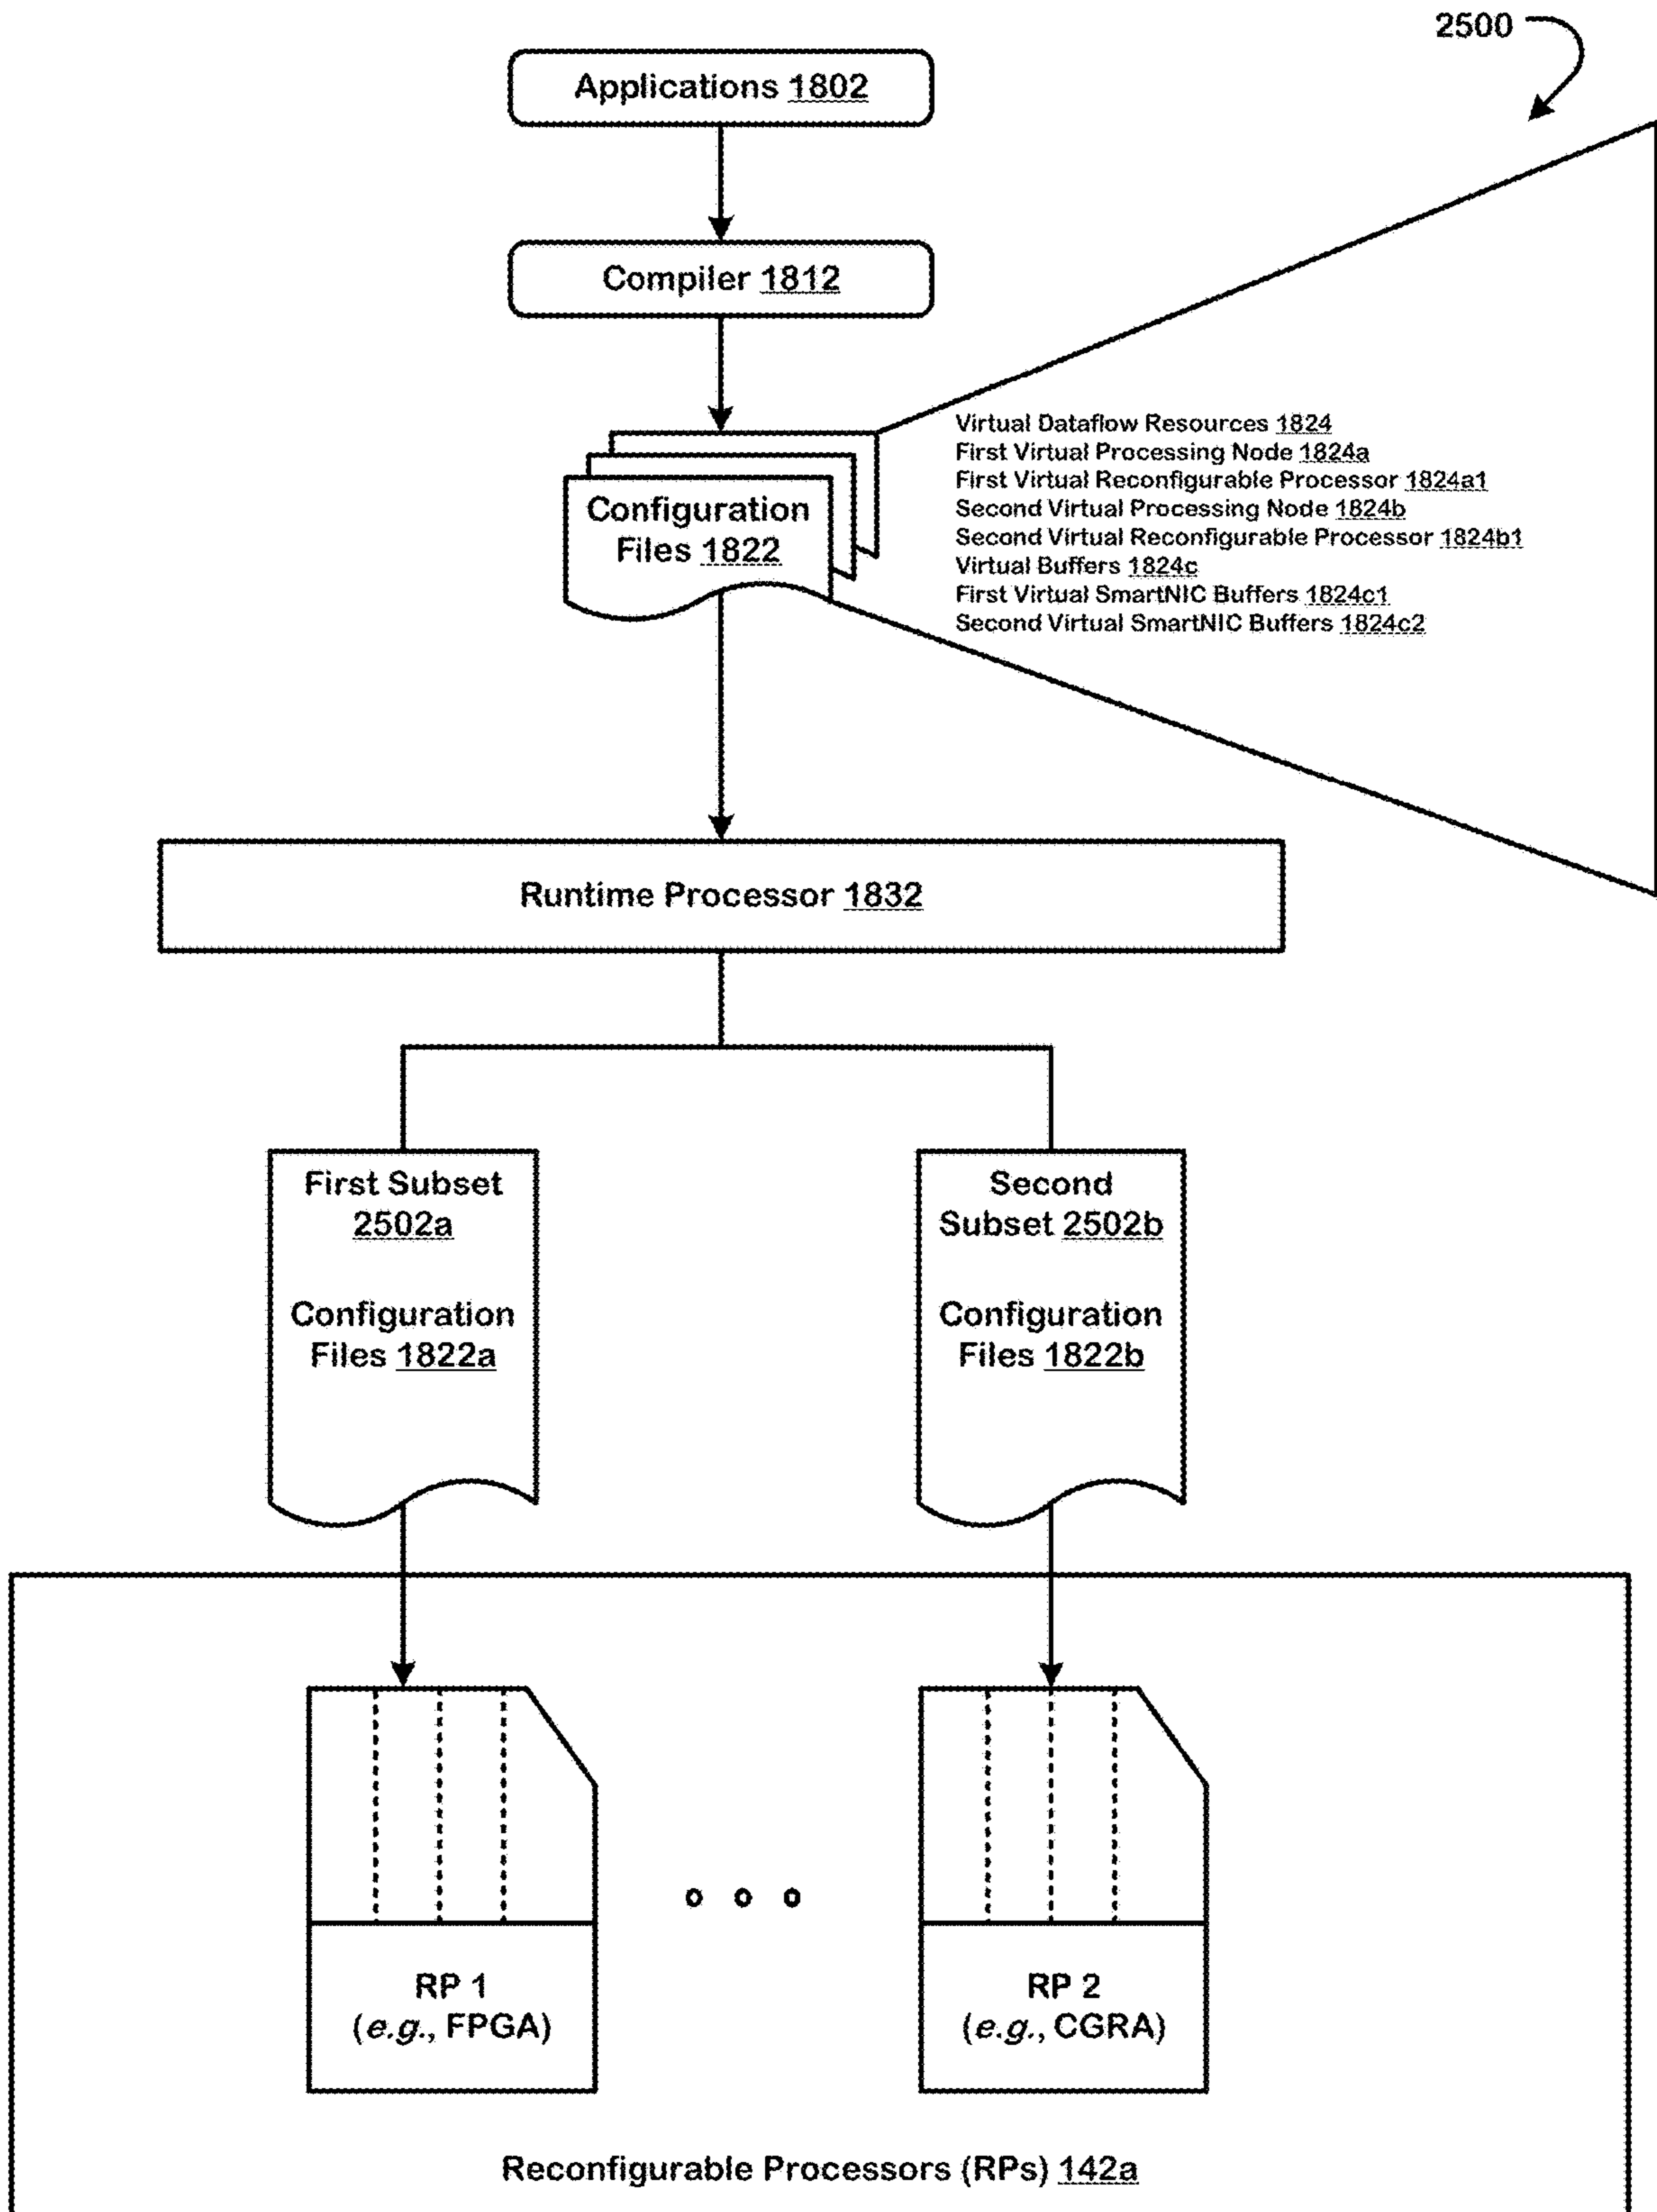 2500
Applications 1802
Compiler 1812
Configuration
Files 1822
Virtual Dataflow Resources 1824
First Virtual Processing Node 1824a
First Virtual Reconfigurable Processor 1824a1
Second Virtual Processing Node 1824b
Second Virtual Reconfigurable Processor 1824b1
Virtual Buffers 1824c
First Virtual SmartNIC Buffers 1824c1
Second Virtual SmartNIC Buffers 1824c2
Runtime Processor 1832
First Subset
2502a
Configuration
Files 1822a
Second
Subset 2502b
Configuration
Files 1822b
RP 1
(e.g., FPGA)
RP 2
(e.g., CGRA)
Reconfigurable Processors (RPs) 142a